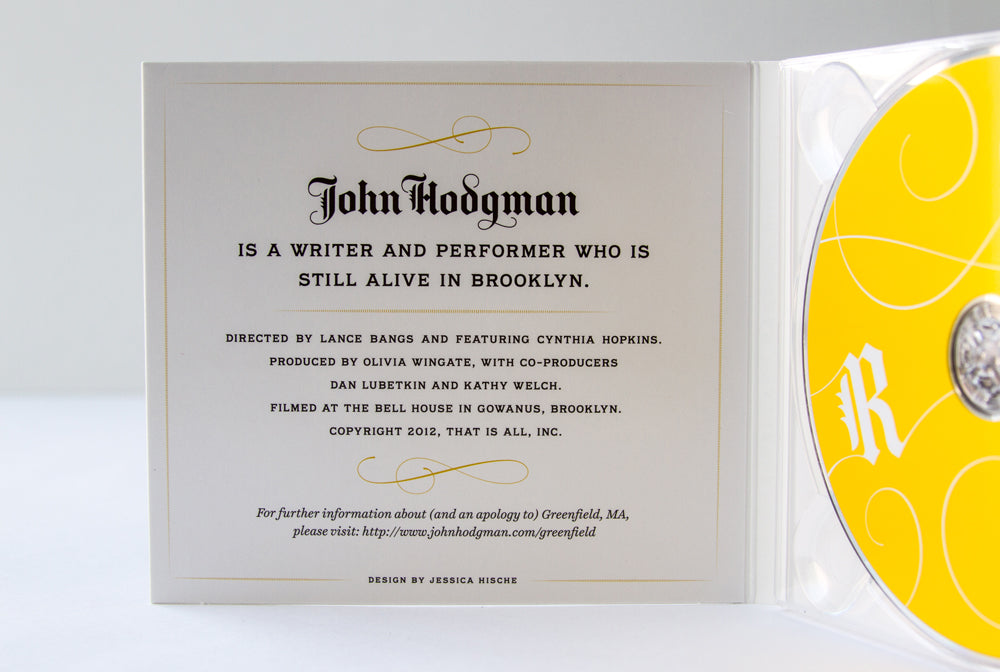 John Hodgman
IS A WRITER AND PERFORMER WHO IS
STILL ALIVE IN BROOKLYN.
DIRECTED BY LANCE BANGS AND FEATURING CYNTHIA HOPKINS.
PRODUCED BY OLIVIA WINGATE, WITH CO-PRODUCERS
DAN LUBETKIN AND KATHY WELCH.
FILMED AT THE BELL HOUSE IN GOWANUS, BROOKLYN.
COPYRIGHT 2012, THAT IS ALL, INC.
For further information about (and an apology to) Greenfield, MA,
please visit: http://www.johnhodgman.com/greenfield
DESIGN BY JESSICA HISCHE
R